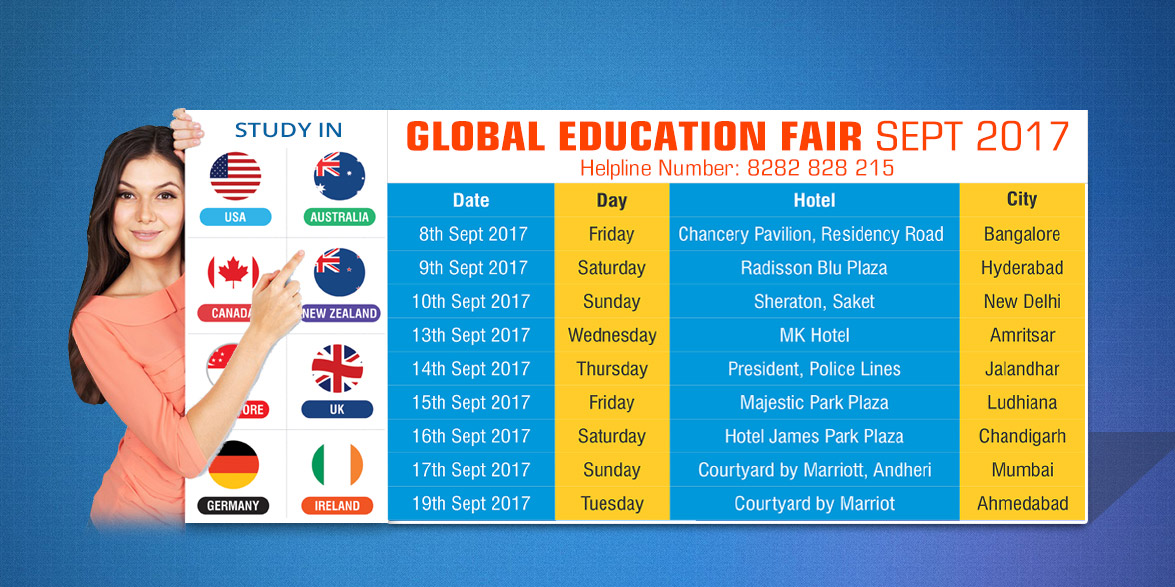 STUDY IN
USA
AUSTRALIA
CANADA
NEW ZEALAND
ORE
UK
GERMANY
IRELAND
GLOBAL EDUCATION FAIR SEPT 2017
Helpline Number: 8282 828 215
Date Day Hotel City
8th Sept 2017 Friday Chancery Pavilion, Residency Road Bangalore
9th Sept 2017 Saturday Radisson Blu Plaza Hyderabad
10th Sept 2017 Sunday Sheraton, Saket New Delhi
13th Sept 2017 Wednesday MK Hotel Amritsar
14th Sept 2017 Thursday President, Police Lines Jalandhar
15th Sept 2017 Friday Majestic Park Plaza Ludhiana
16th Sept 2017 Saturday Hotel James Park Plaza Chandigarh
17th Sept 2017 Sunday Courtyard by Marriott, Andheri Mumbai
19th Sept 2017 Tuesday Courtyard by Marriot Ahmedabad